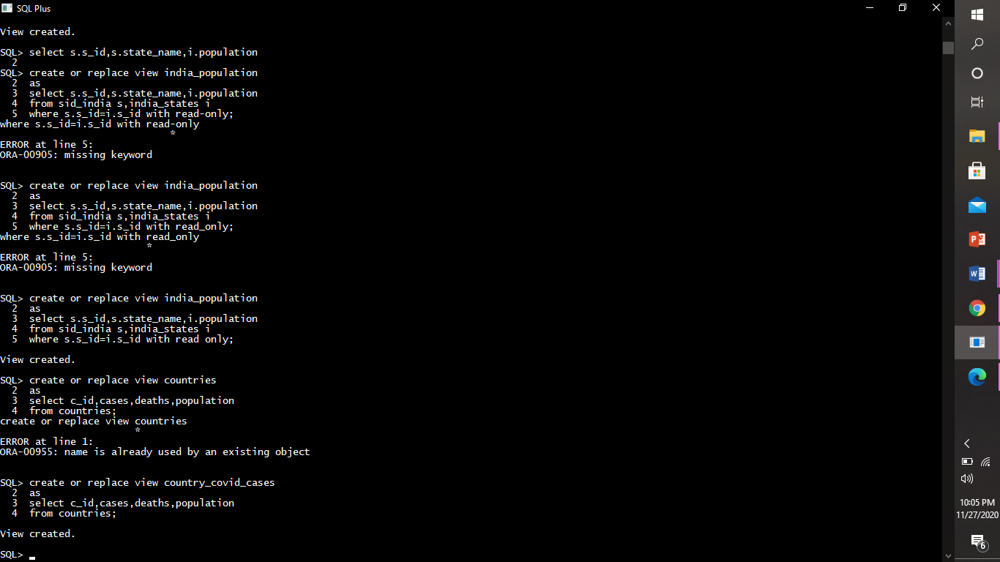 SQL Plus
View created.
SQL> select s.s_id,s.state_name,i.population
  2
SQL> create or replace view india_population
  2  as
  3  select s.s_id,s.state_name,i.population
  4  from sid_india s,india_states i
  5  where s.s_id=i.s_id with read-only;
where s.s_id=i.s_id with read-only
                             *
ERROR at line 5:
ORA-00905: missing keyword
SQL> create or replace view india_population
  2  as
  3  select s.s_id,s.state_name,i.population
  4  from sid_india s,india_states i
  5  where s.s_id=i.s_id with read_only;
where s.s_id=i.s_id with read_only
                         *
ERROR at line 5:
ORA-00905: missing keyword
SQL> create or replace view india_population
  2  as
  3  select s.s_id,s.state_name,i.population
  4  from sid_india s,india_states i
  5  where s.s_id=i.s_id with read only;
View created.
SQL> create or replace view countries
  2  as
  3  select c_id,cases,deaths,population
  4  from countries;
create or replace view countries
                       *
ERROR at line 1:
ORA-00955: name is already used by an existing object
SQL> create or replace view country_covid_cases
  2  as
  3  select c_id,cases,deaths,population
  4  from countries;
View created.
SQL>
10:05 PM
11/27/2020
6